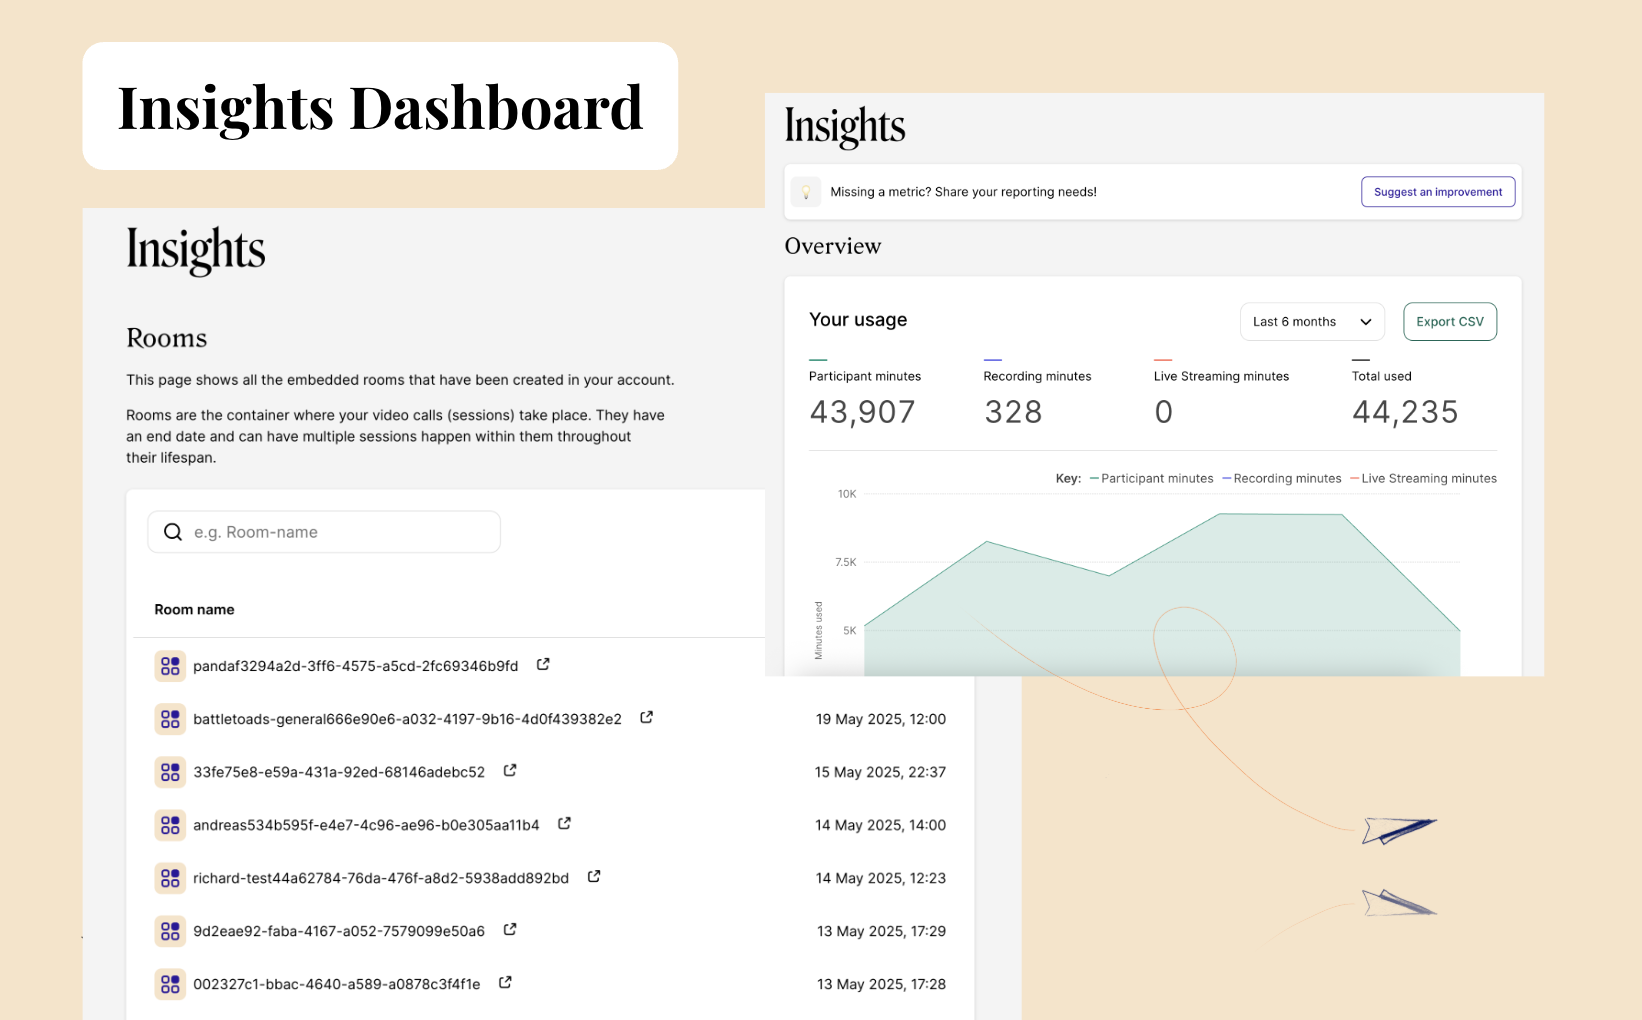 Insights Dashboard
Insights
Rooms
This page shows all the embedded rooms that have been created in your account.
Rooms are the container where your video calls (sessions) take place. They have
an end date and can have multiple sessions happen within them throughout
their lifespan.
e.g. Room-name
Room name
pandaf3294a2d-3ff6-4575-a5cd-2fc69346b9fd
battletoads-general666e90e6-a032-4197-9b16-4d0f439382e2 19 May 2025, 12:00
33fe75e8-e59a-431a-92ed-68146adebc52 15 May 2025, 22:37
andreas534b595f-e4e7-4c96-ae96-b0e305aa11b4 14 May 2025, 14:00
richard-test44a62784-76da-476f-a8d2-5938add892bd 14 May 2025, 12:23
9d2eae92-faba-4167-a052-7579099e50a6 13 May 2025, 17:29
002327c1-bbac-4640-a589-a0878c3f4f1e 13 May 2025, 17:28
Insights
Missing a metric? Share your reporting needs! Suggest an improvement
Overview
Your usage Last 6 months Export CSV
Participant minutes Recording minutes Live Streaming minutes Total used
43,907 328 0 44,235
Key: Participant minutes Recording minutes Live Streaming minutes
10K
7.5K
5K
Minutes used